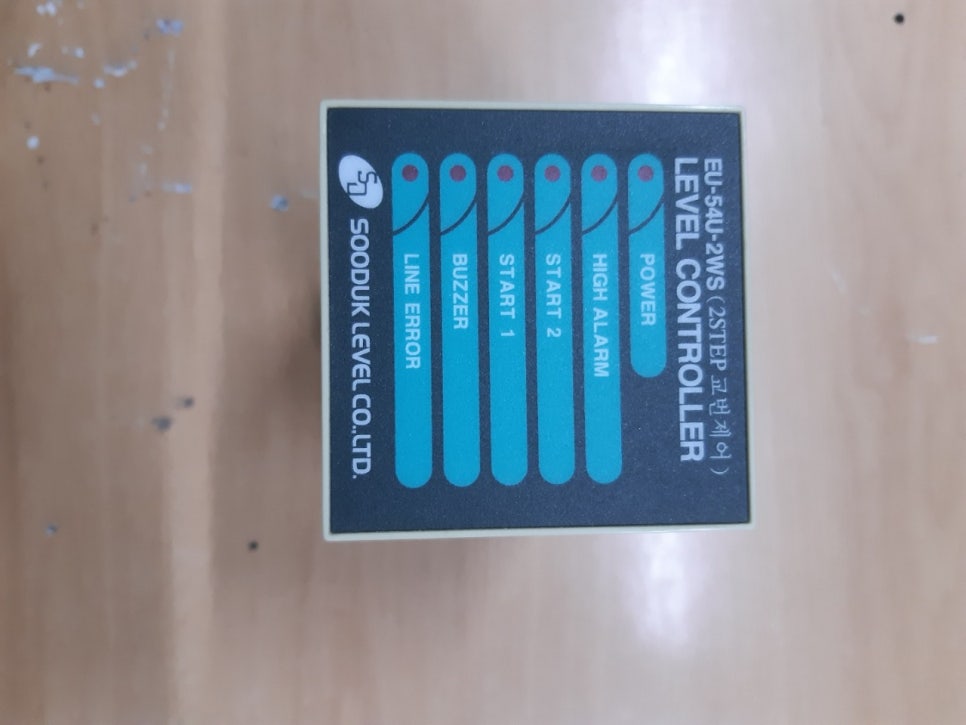 EU-54U-2WS (2STEP 교번제어)
LEVEL CONTROLLER
POWER
HIGH ALARM
START 2
START 1
BUZZER
LINE ERROR
SOODUK LEVEL CO.,LTD.